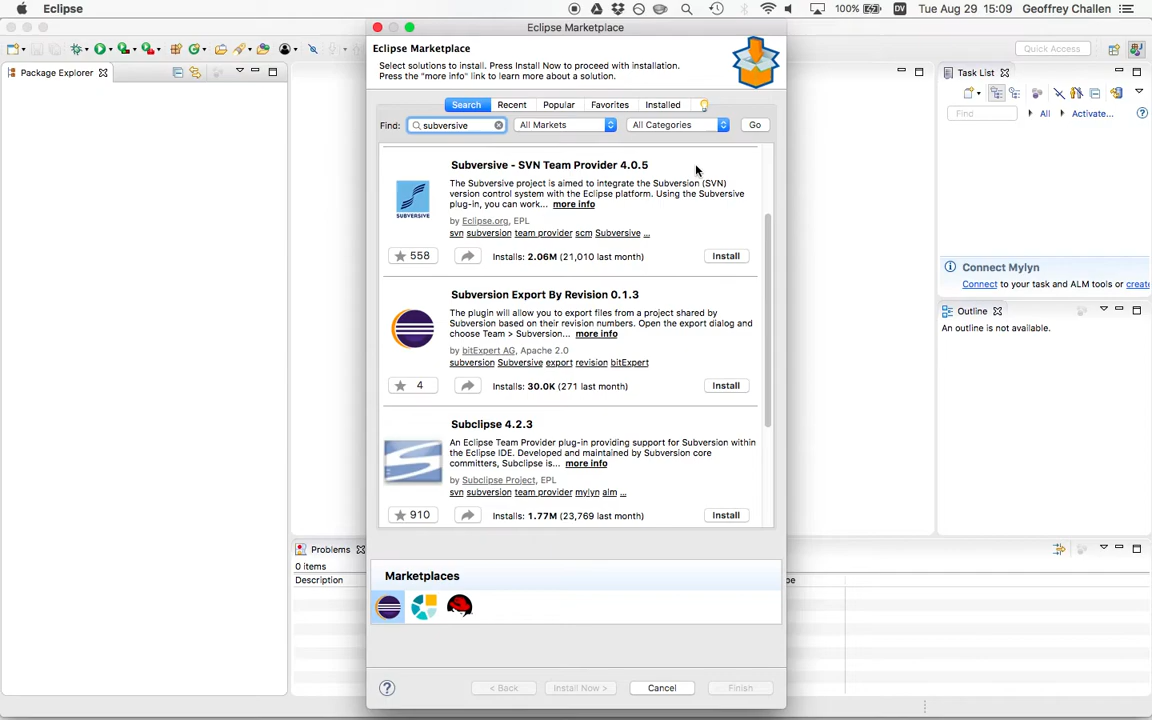 Eclipse
100%
DV
Tue Aug 29 15:09
Geoffrey Challen
Eclipse Marketplace
Quick Access
Package Explorer
Eclipse Marketplace
Select solutions to install. Press Install Now to proceed with installation.
Press the "more info" link to learn more about a solution.
Task List
Search
Recent
Popular
Favorites
Installed
Find:
subversive
All Markets
All Categories
Go
Find
All
Activate...
Subversive - SVN Team Provider 4.0.5
The Subversive project is aimed to integrate the Subversion (SVN)
version control system with the Eclipse platform. Using the Subversive
plug-in, you can work... more info
SUBVERSIVE
by Eclipse.org, EPL
svn subversion team provider scm Subversive ...
558
Installs: 2.06M (21,010 last month)
Install
Connect Mylyn
Connect to your task and ALM tools or create
Subversion Export By Revision 0.1.3
The plugin will allow you to export files from a project shared by
Subversion based on their revision numbers. Open the export dialog and
choose Team > Subversion... more info
Outline
An outline is not available.
by bitExpert AG, Apache 2.0
subversion Subversive export revision bitExpert
4
Installs: 30.0K (271 last month)
Install
Subclipse 4.2.3
An Eclipse Team Provider plug-in providing support for Subversion within
the Eclipse IDE. Developed and maintained by Subversion core
committers, Subclipse is... more info
by Subclipse Project, EPL
svn subversion team provider mylyn alm ...
910
Installs: 1.77M (23,769 last month)
Install
Problems
0 items
Description
Marketplaces
< Back
Install Now >
Cancel
Finish